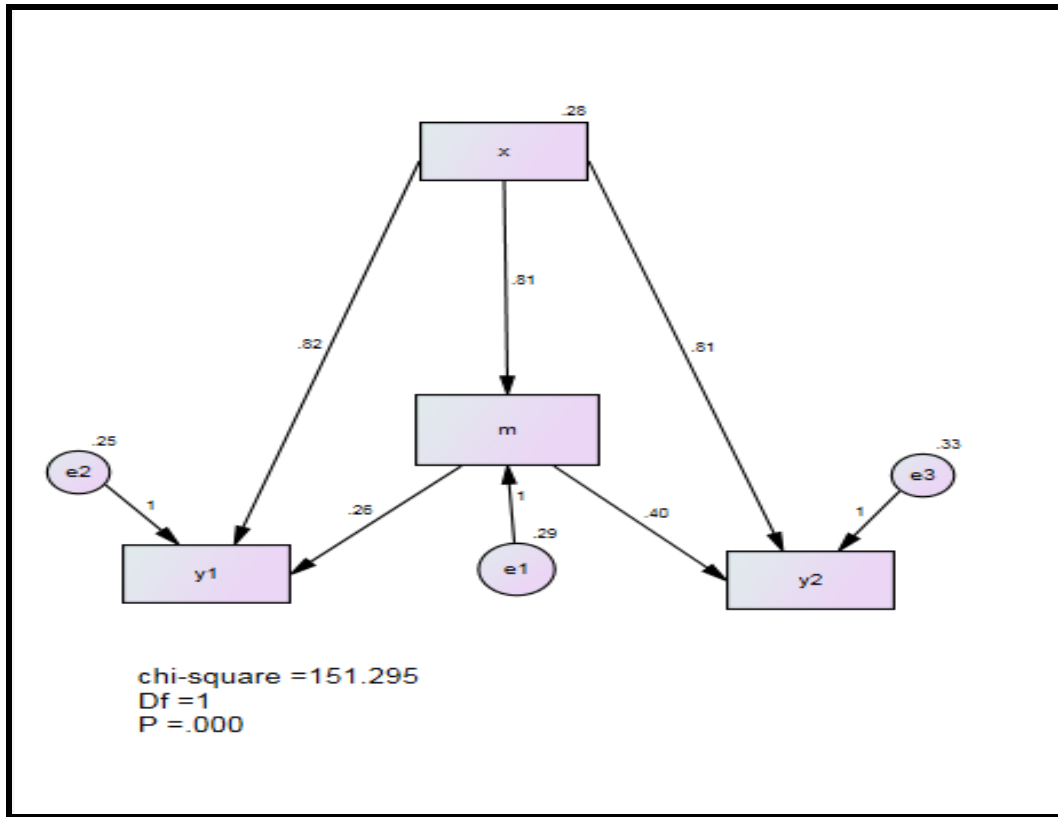 .28
x
.81
.82
.81
m
.25
e2
.33
e3
1
.26
1
.40
1
.29
y1
e1
y2
chi-square =151.295
Df =1
P =.000